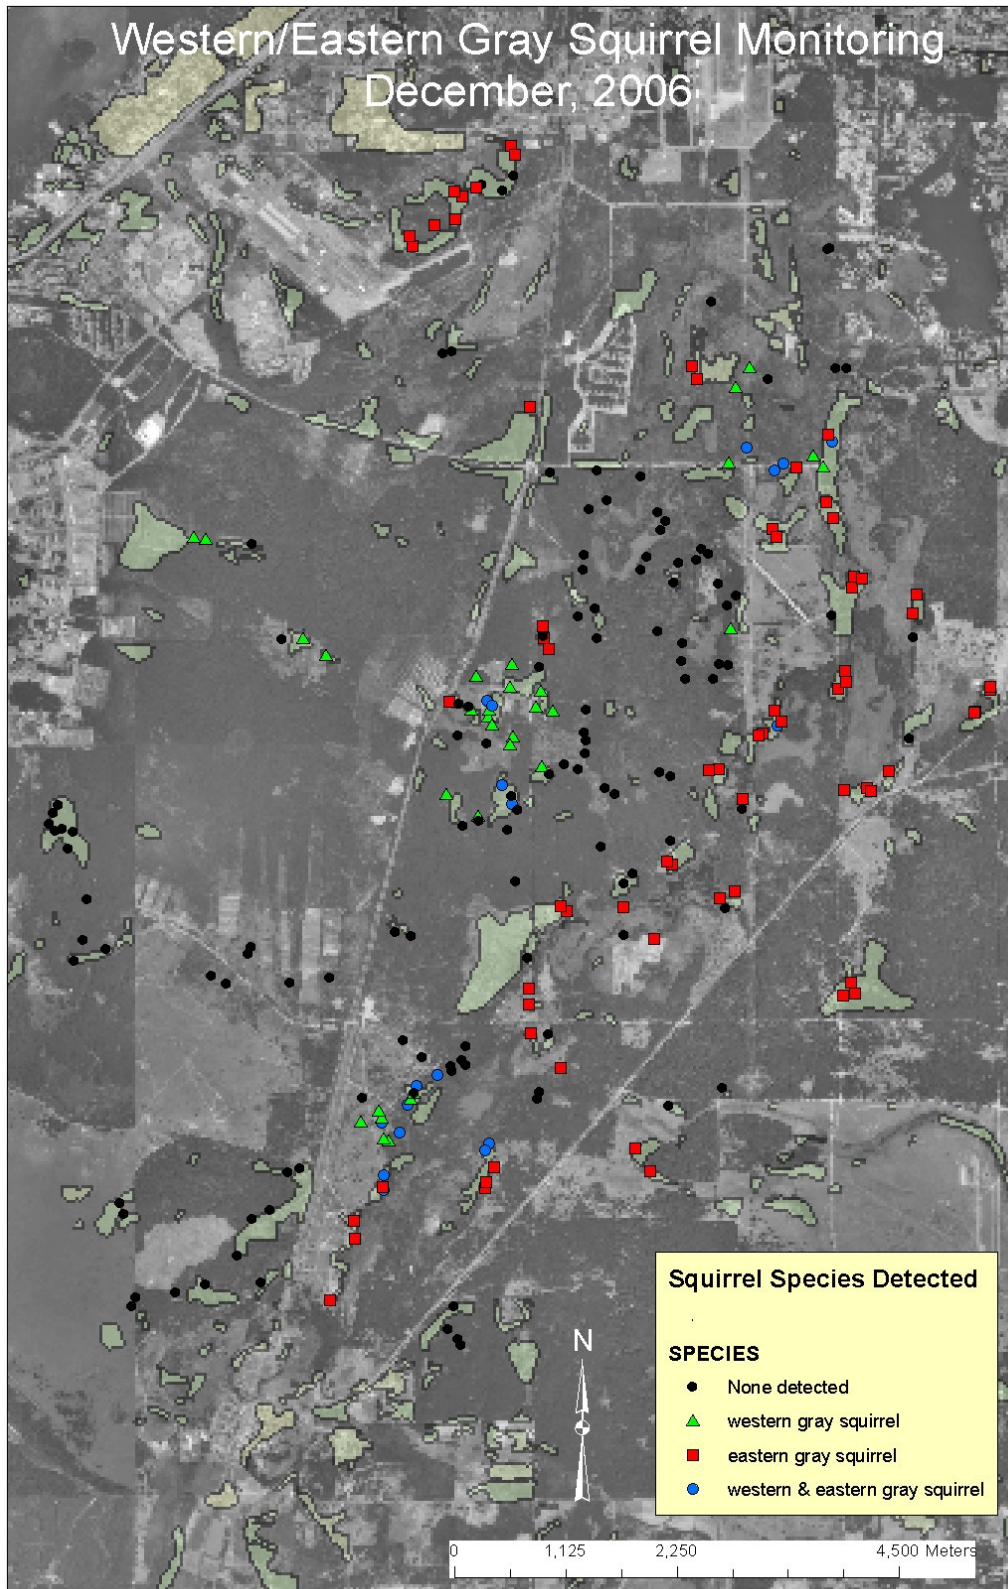 Western/Eastern Gray Squirrel Monitoring
December, 2006
Squirrel Species Detected
SPECIES
None detected
western gray squirrel
eastern gray squirrel
western & eastern gray squirrel
N
0 1,125 2,250 4,500 Meters